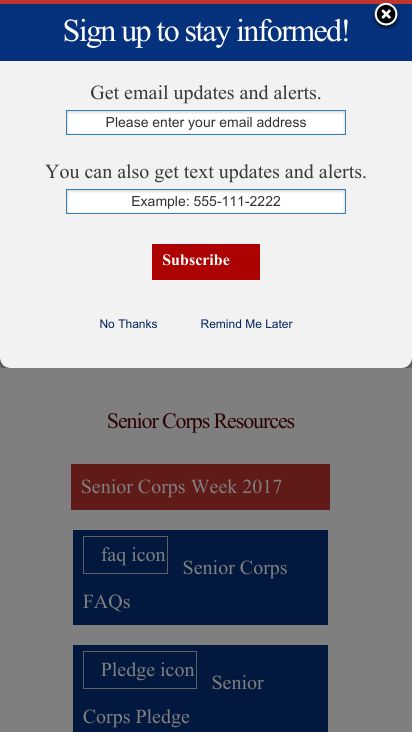 Sign up to stay informed!
Get email updates and alerts.
Please enter your email address
You can also get text updates and alerts.
Example: 555-111-2222
Subscribe
No Thanks Remind Me Later
Senior Corps Resources
Senior Corps Week 2017
faq icon Senior Corps
FAQs
Pledge icon Senior
Corps Pledge